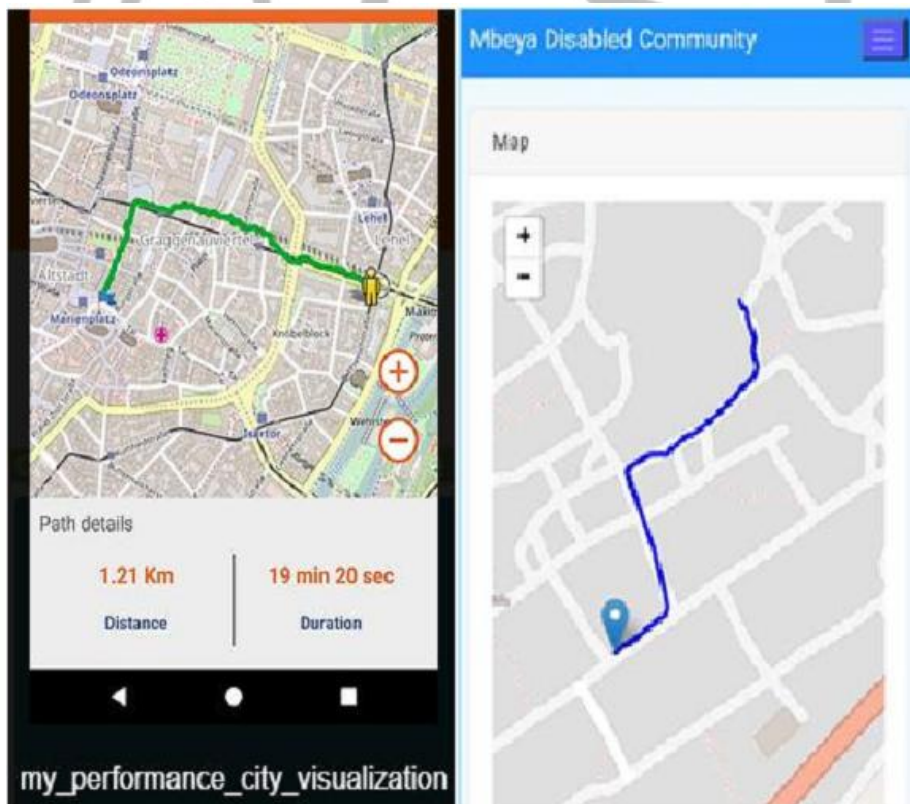 Odeonsplatz
Odeonsplatz
Lehel
Graggenauviertel
Lehel
Altstadt
Marienplatz
Knöbelblock
Isartor
+
−
Path details
1.21 Km
19 min 20 sec
Distance
Duration
my_performance_city_visualization
Mbeya Disabled Community
Map
+
-